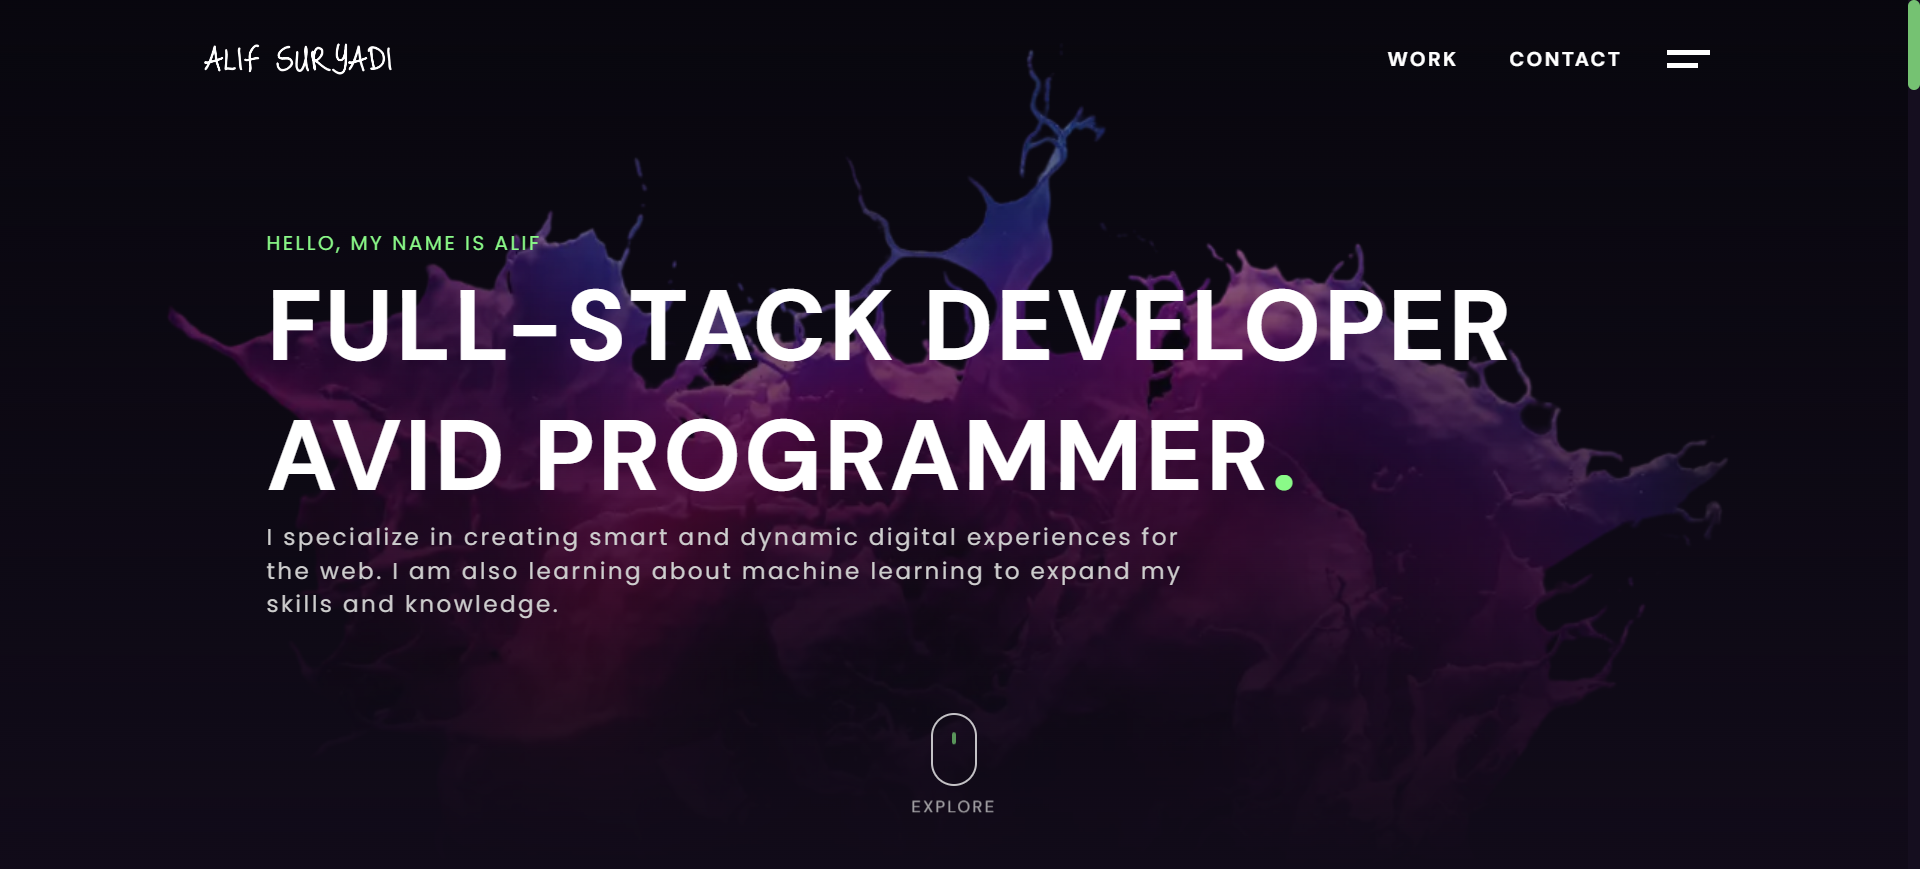 ALIF SURYADI
WORK CONTACT
HELLO, MY NAME IS ALIF
FULL-STACK DEVELOPER
AVID PROGRAMMER.
I specialize in creating smart and dynamic digital experiences for
the web. I am also learning about machine learning to expand my
skills and knowledge.
EXPLORE